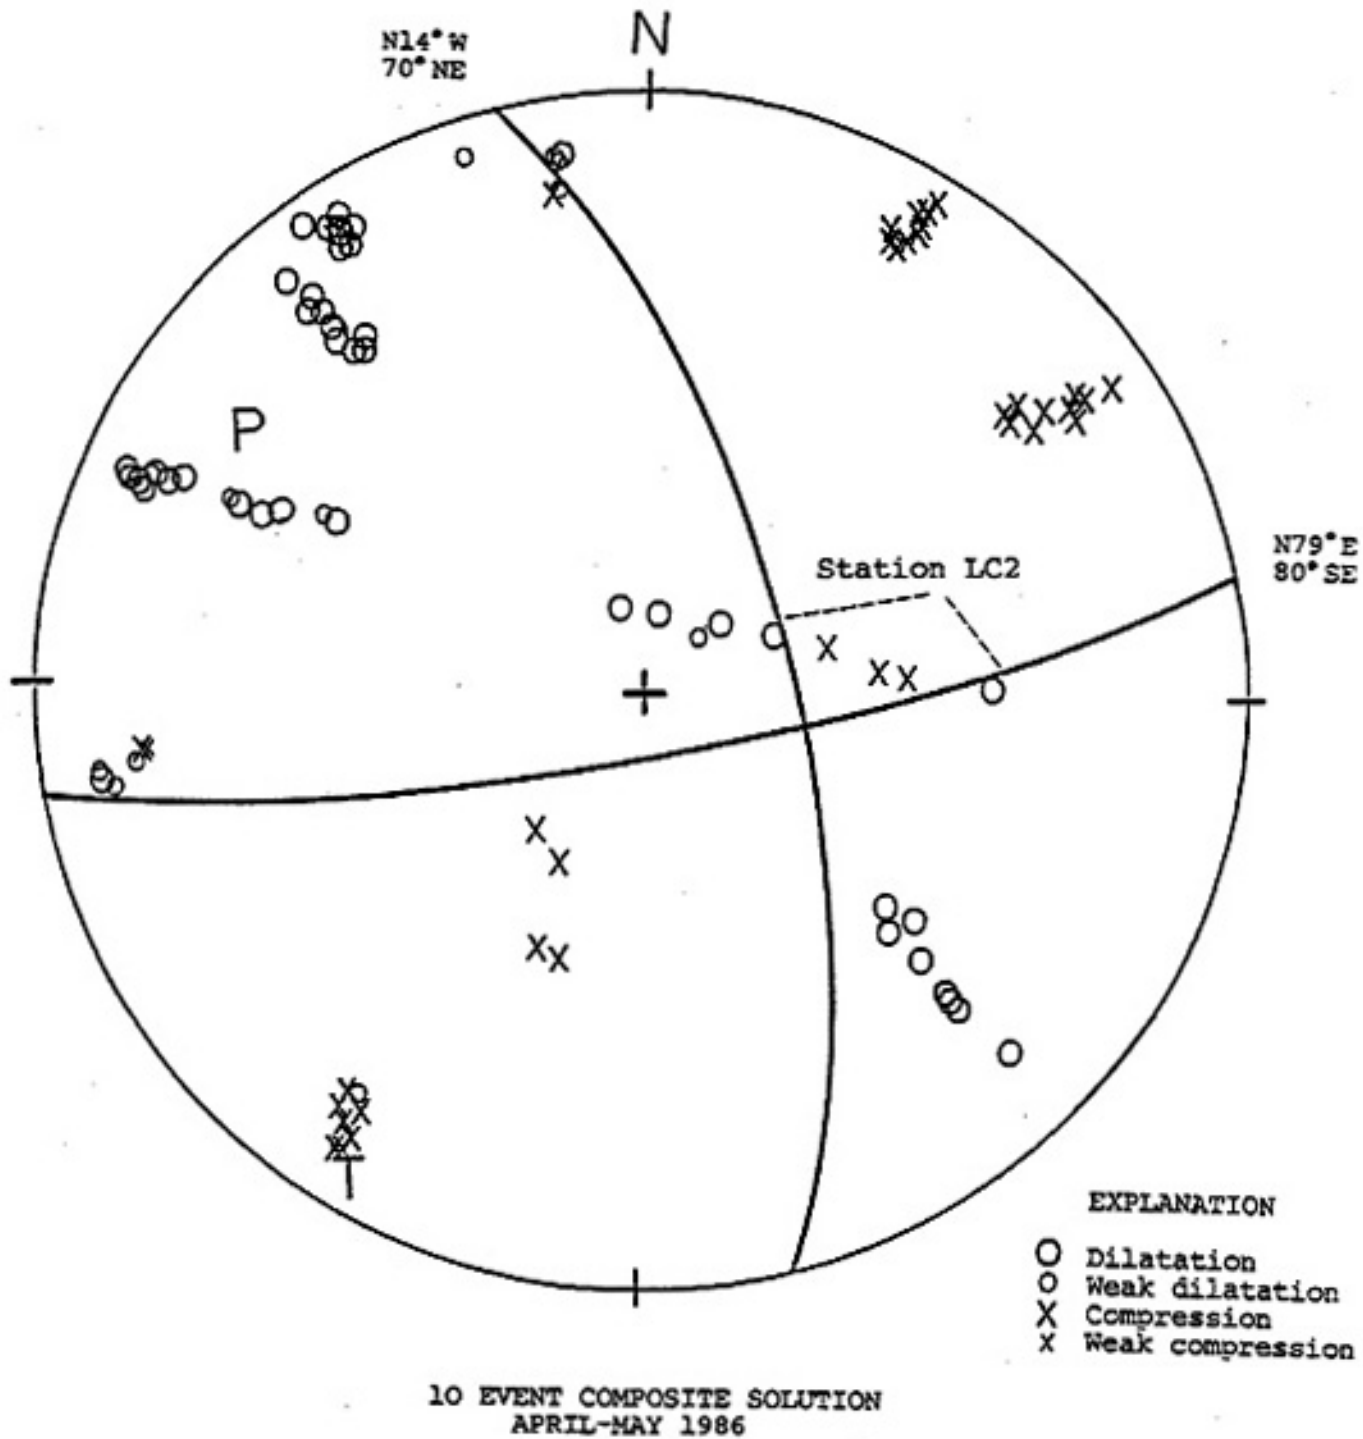 N
N14°W
70°NE
P
Station LC2
N79°E
80°SE
T
EXPLANATION
O Dilatation
o Weak dilatation
X Compression
x Weak compression
10 EVENT COMPOSITE SOLUTION
APRIL-MAY 1986